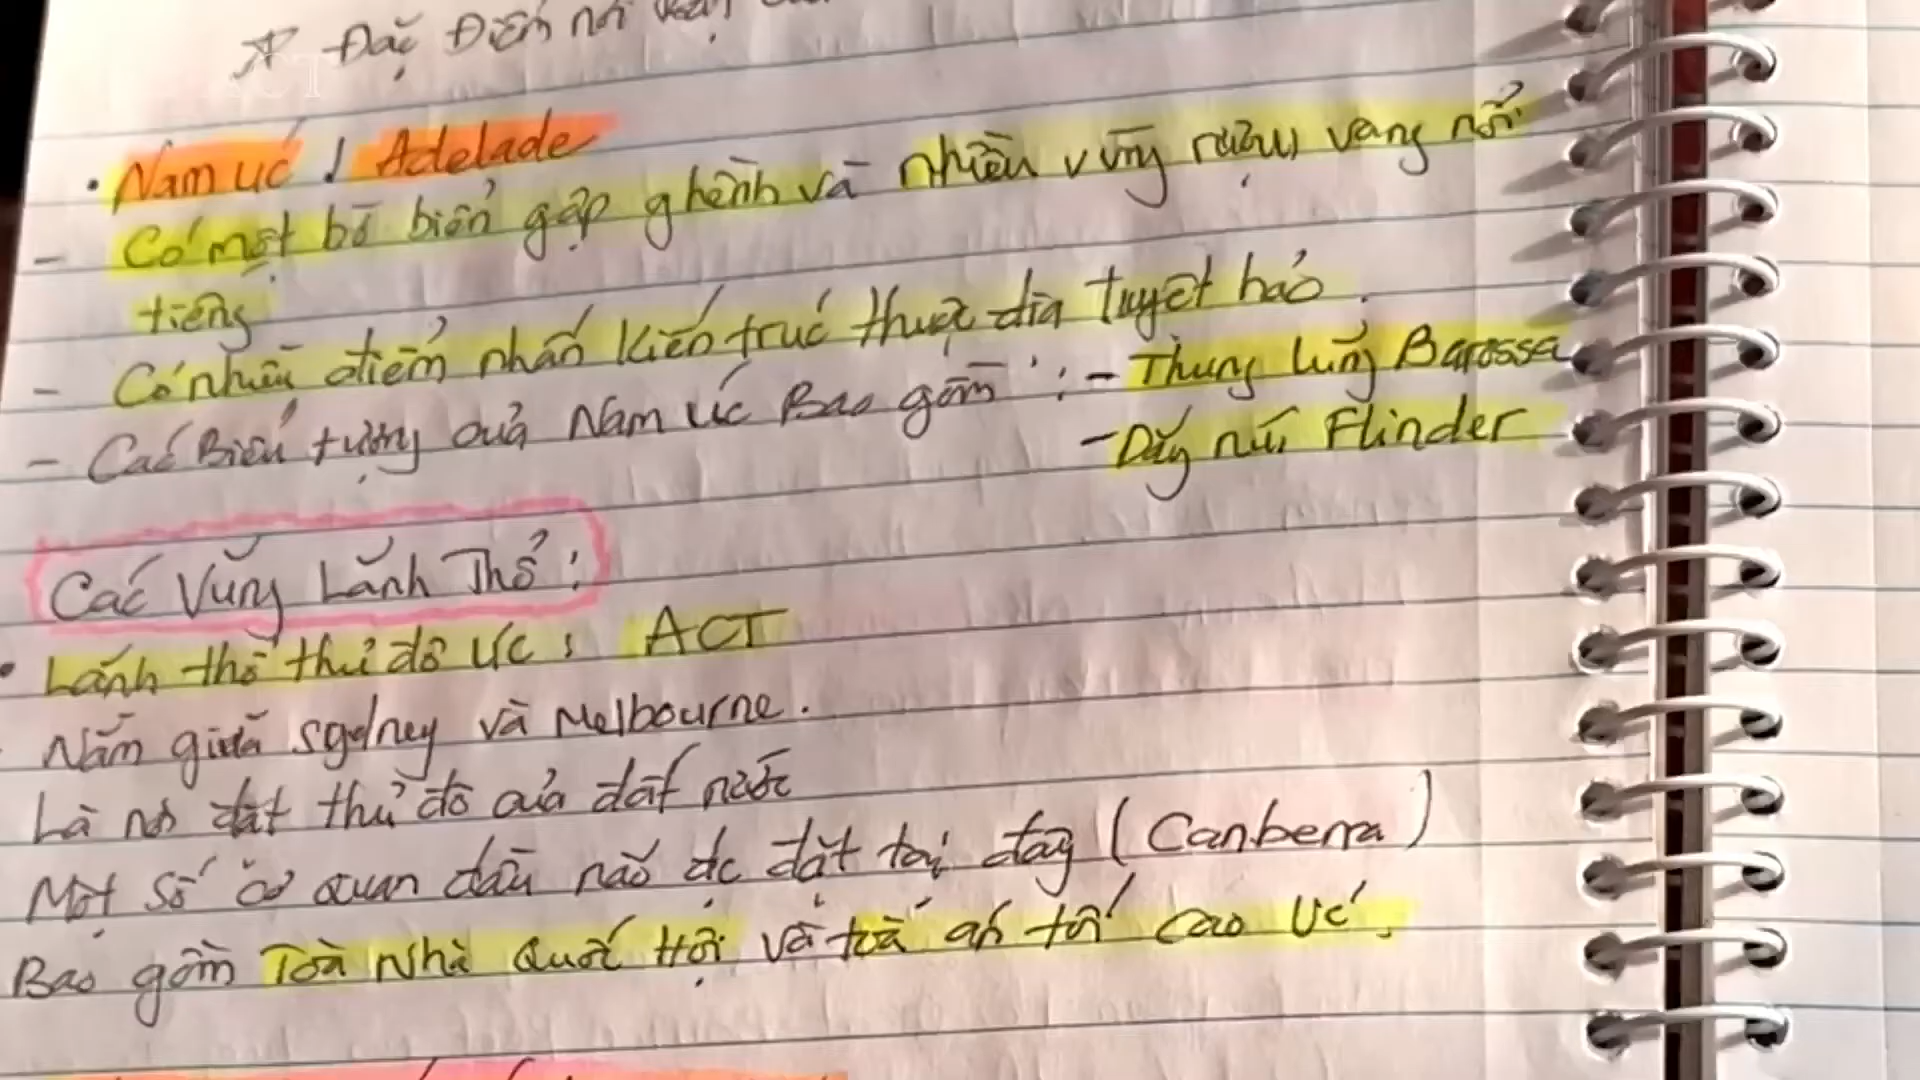 * Đặc Điểm nơi
• Nam úc / Adelade
- Có một bờ biển gập ghềnh và nhiều vùng rượu vang nổi
tiếng
- Có nhiều điểm nhấn kiến trúc thuộc địa tuyệt hảo.
- Các Biểu tượng của Nam úc Bao gồm : - Thung lũng Barossa
- Dãy núi Flinder
Các Vùng Lãnh Thổ :
• Lãnh thổ thủ đô Úc : ACT
Nằm giữa Sydney và Melbourne.
Là nơi đặt thủ đô của đất nước
Một số cơ quan đầu não đc đặt tại đây (Canberra)
Bao gồm Toà Nhà Quốc Hội và toà án tối cao Úc.